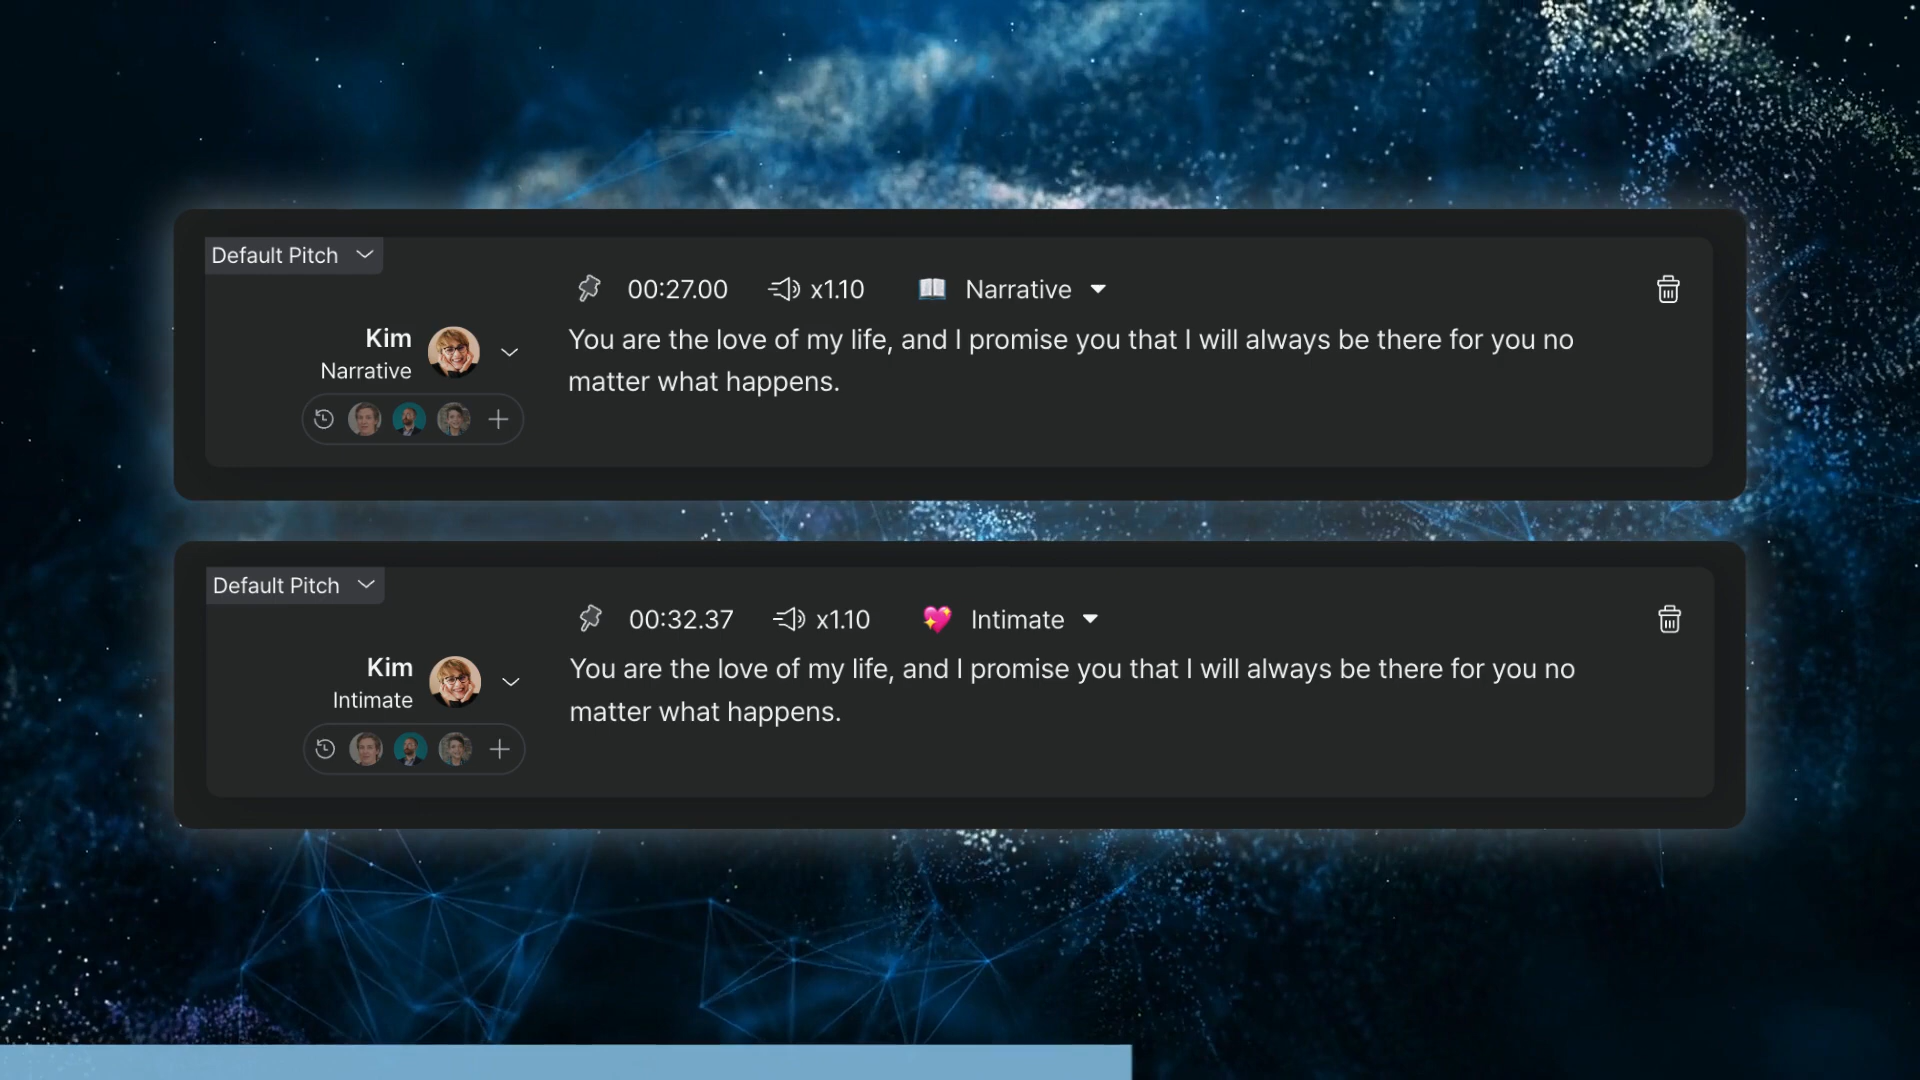 Default Pitch
00:27.00 x1.10 Narrative
Kim
Narrative
You are the love of my life, and I promise you that I will always be there for you no
matter what happens.
Default Pitch
00:32.37 x1.10 Intimate
Kim
Intimate
You are the love of my life, and I promise you that I will always be there for you no
matter what happens.